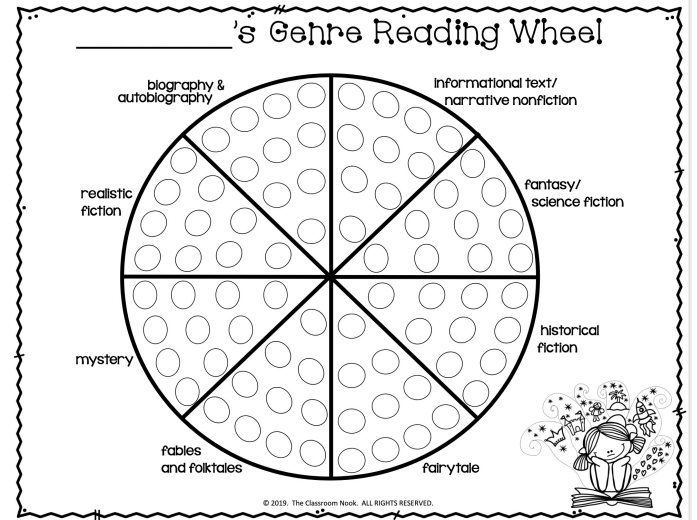 _______________'s Genre Reading Wheel
biography &
autobiography
informational text/
narrative nonfiction
realistic
fiction
fantasy/
science fiction
mystery
historical
fiction
fables
and folktales
fairytale
© 2019. The Classroom Nook. ALL RIGHTS RESERVED.